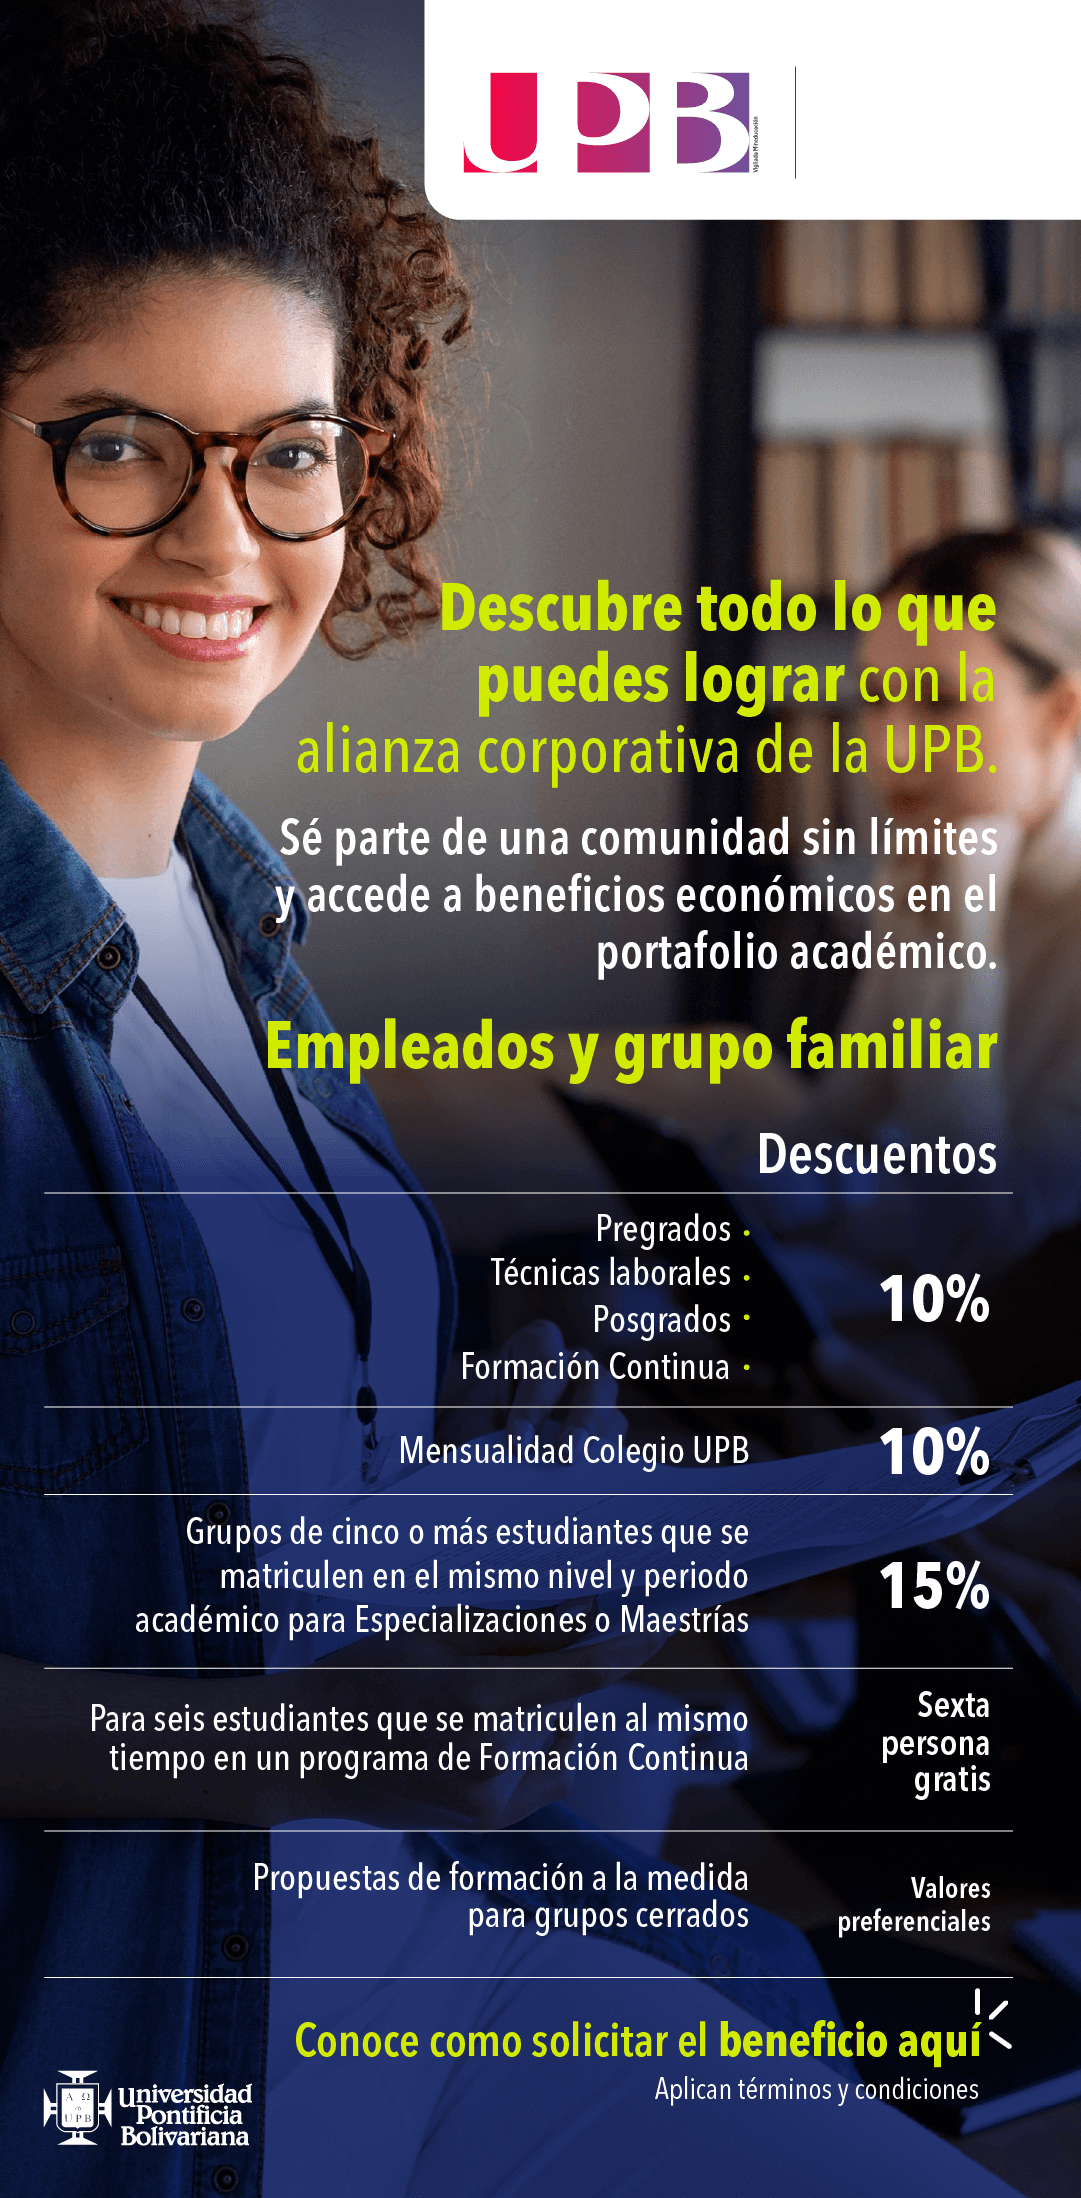 UPB
Vigilada Mineducación
Descubre todo lo que
puedes lograr con la
alianza corporativa de la UPB.
Sé parte de una comunidad sin límites
y accede a beneficios económicos en el
portafolio académico.
Empleados y grupo familiar
Descuentos
Pregrados •
Técnicas laborales •
Posgrados •
Formación Continua •
10%
Mensualidad Colegio UPB
10%
Grupos de cinco o más estudiantes que se
matriculen en el mismo nivel y periodo
académico para Especializaciones o Maestrías
15%
Para seis estudiantes que se matriculen al mismo
tiempo en un programa de Formación Continua
Sexta
persona
gratis
Propuestas de formación a la medida
para grupos cerrados
Valores
preferenciales
Conoce como solicitar el beneficio aquí
Aplican términos y condiciones
A Ω
UPB
Universidad
Pontificia
Bolivariana